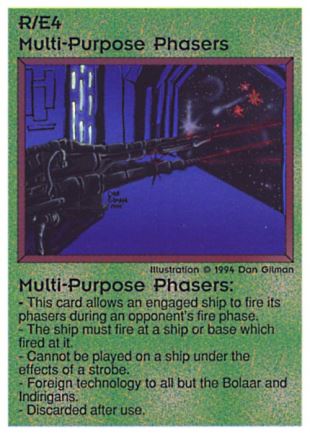 R/E4
Multi-Purpose Phasers
Illustration © 1994 Dan Gilman
Multi-Purpose Phasers:
- This card allows an engaged ship to fire its
phasers during an opponent's fire phase.
- The ship must fire at a ship or base which
fired at it.
- Cannot be played on a ship under the
effects of a strobe.
- Foreign technology to all but the Bolaar and
Indirigans.
- Discarded after use.